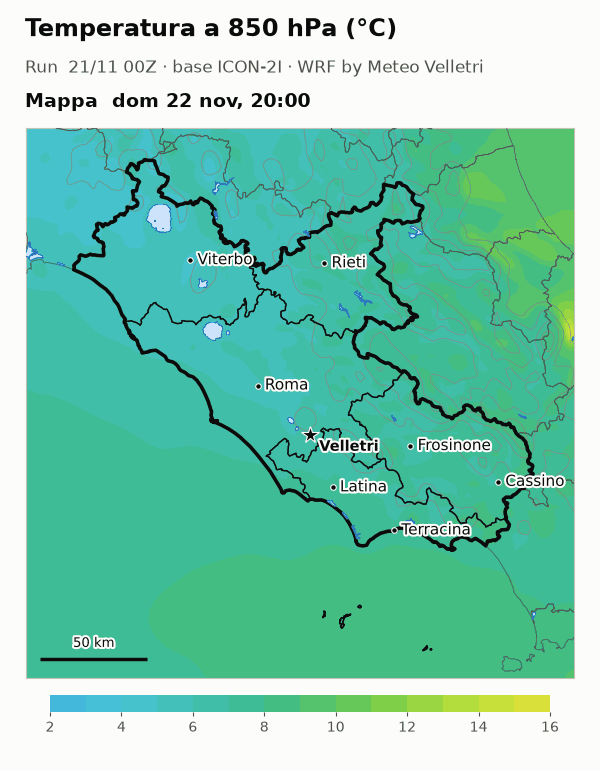 Temperatura a 850 hPa (°C)
Run  21/11 00Z · base ICON-2I · WRF by Meteo Velletri
Mappa  dom 22 nov, 20:00
Viterbo
Rieti
Roma
Velletri
Frosinone
Latina
Cassino
Terracina
50 km
2 4 6 8 10 12 14 16